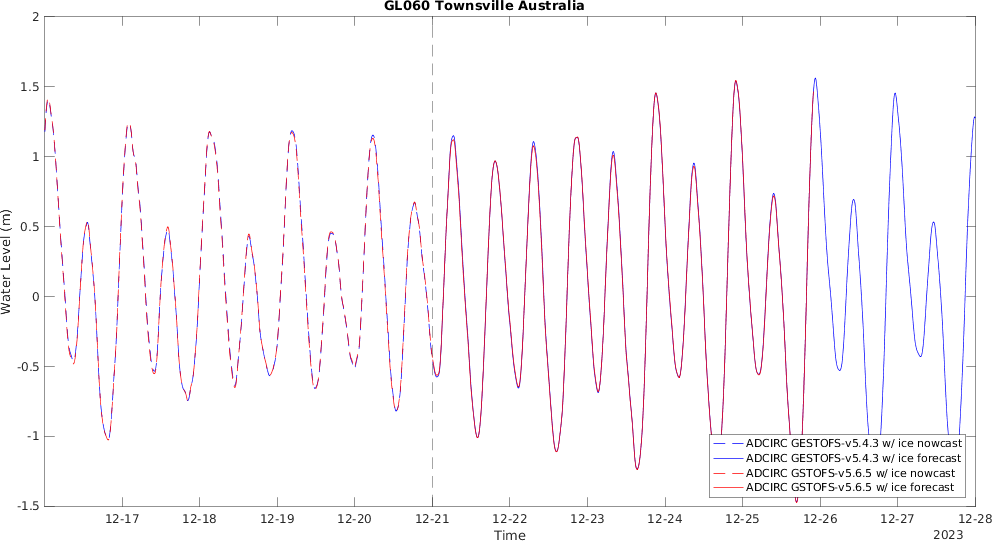 GL060 Townsville Australia
2
1.5
1
0.5
0
-0.5
-1
-1.5
Water Level (m)
ADCIRC GESTOFS-v5.4.3 w/ ice nowcast
ADCIRC GESTOFS-v5.4.3 w/ ice forecast
ADCIRC GSTOFS-v5.6.5 w/ ice nowcast
ADCIRC GSTOFS-v5.6.5 w/ ice forecast
12-17 12-18 12-19 12-20 12-21 12-22 12-23 12-24 12-25 12-26 12-27 12-28
Time
2023